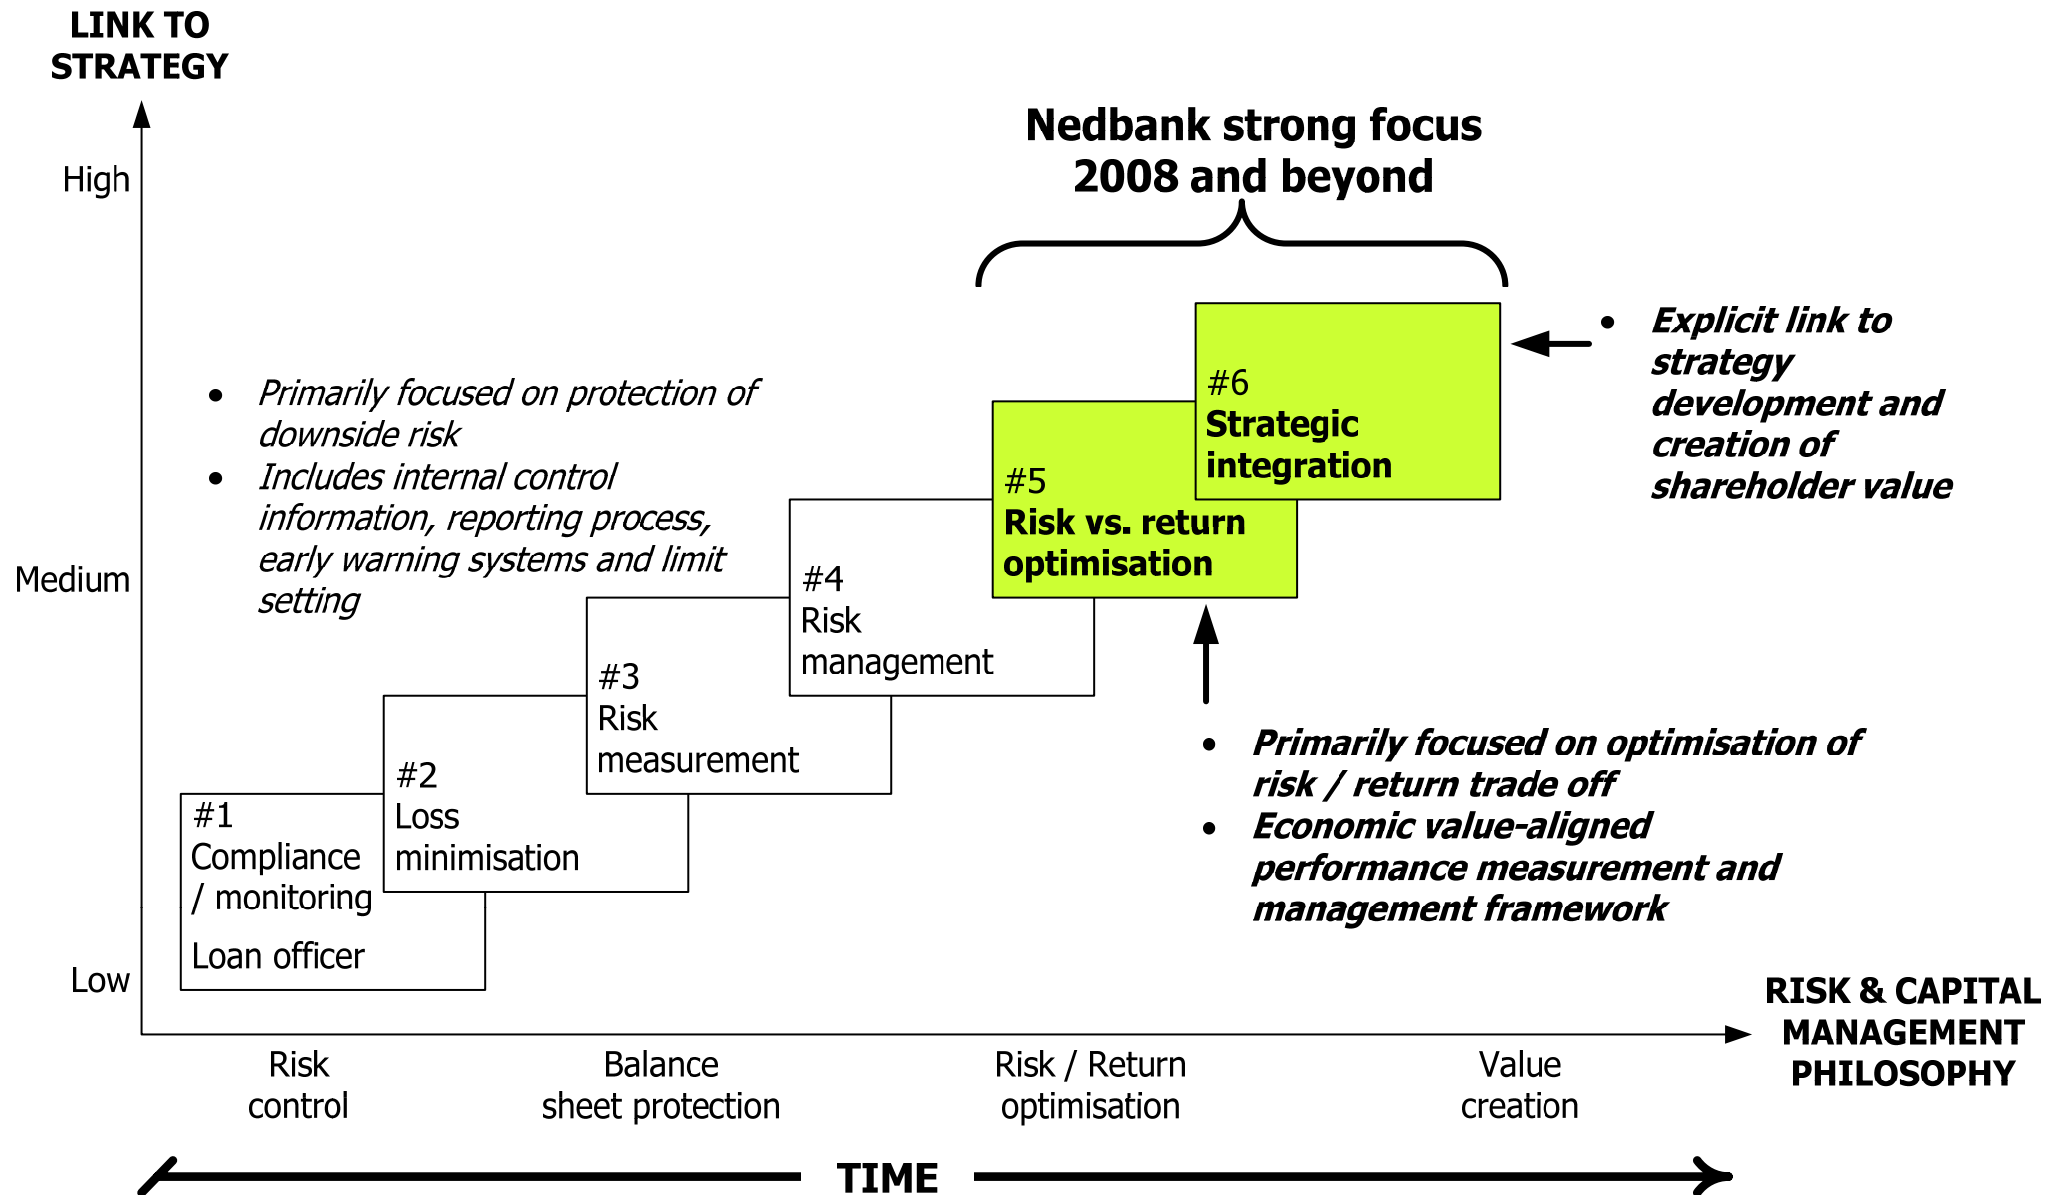 LINK TO
STRATEGY
High
Medium
Low
Nedbank strong focus
2008 and beyond
• Primarily focused on protection of
downside risk
• Includes internal control
information, reporting process,
early warning systems and limit
setting
#1
Compliance
/ monitoring
Loan officer
#2
Loss
minimisation
#3
Risk
measurement
#4
Risk
management
#5
Risk vs. return
optimisation
#6
Strategic
integration
• Explicit link to
strategy
development and
creation of
shareholder value
• Primarily focused on optimisation of
risk / return trade off
• Economic value-aligned
performance measurement and
management framework
RISK & CAPITAL
MANAGEMENT
PHILOSOPHY
Risk
control
Balance
sheet protection
Risk / Return
optimisation
Value
creation
TIME